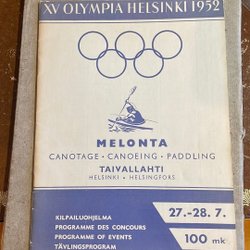 XV OLYMPIA HELSINKI 1952
MELONTA
CANOTAGE • CANOEING • PADDLING
TAIVALLAHTI
HELSINKI • HELSINGFORS
27.-28. 7.
KILPAILUOHJELMA
PROGRAMME DES CONCOURS
PROGRAMME OF EVENTS
TÄVLINGSPROGRAM
100 mk